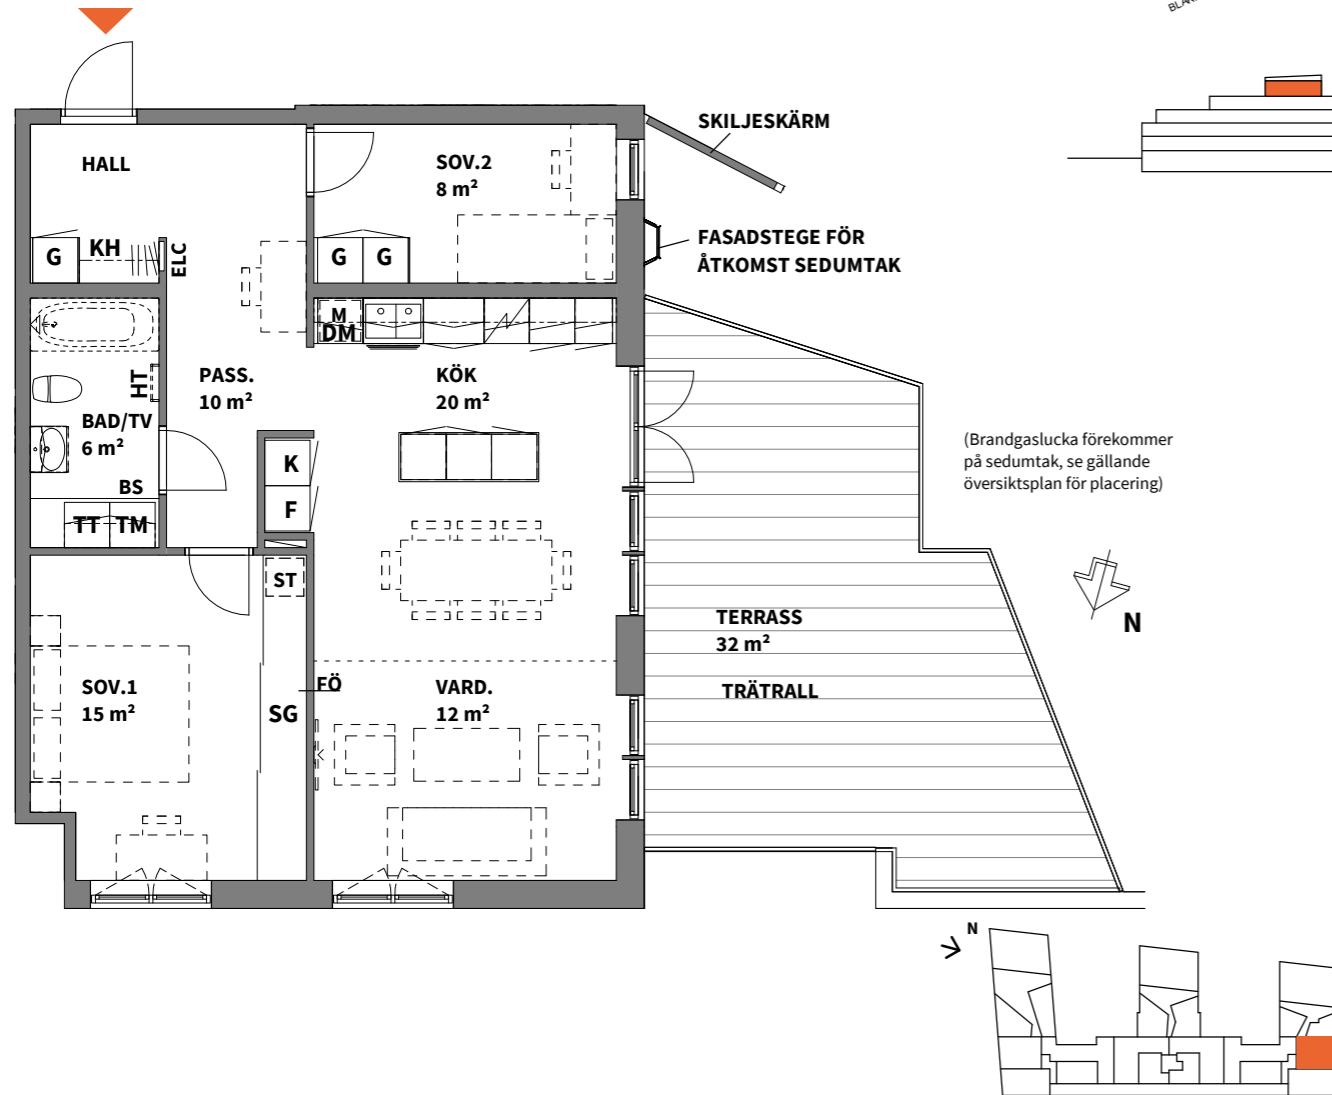 SKILJESKÄRM
HALL
SOV.2
8 m²
G
KH
ELC
G
G
FASADSTEGE FÖR
ÅTKOMST SEDUMTAK
M
DM
HT
PASS.
10 m²
KÖK
20 m²
BAD/TV
6 m²
BS
K
F
TT
TM
(Brandgaslucka förekommer
på sedumtak, se gällande
översiktsplan för placering)
ST
N
TERRASS
32 m²
TRÄTRALL
SOV.1
15 m²
SG
FÖ
VARD.
12 m²
N